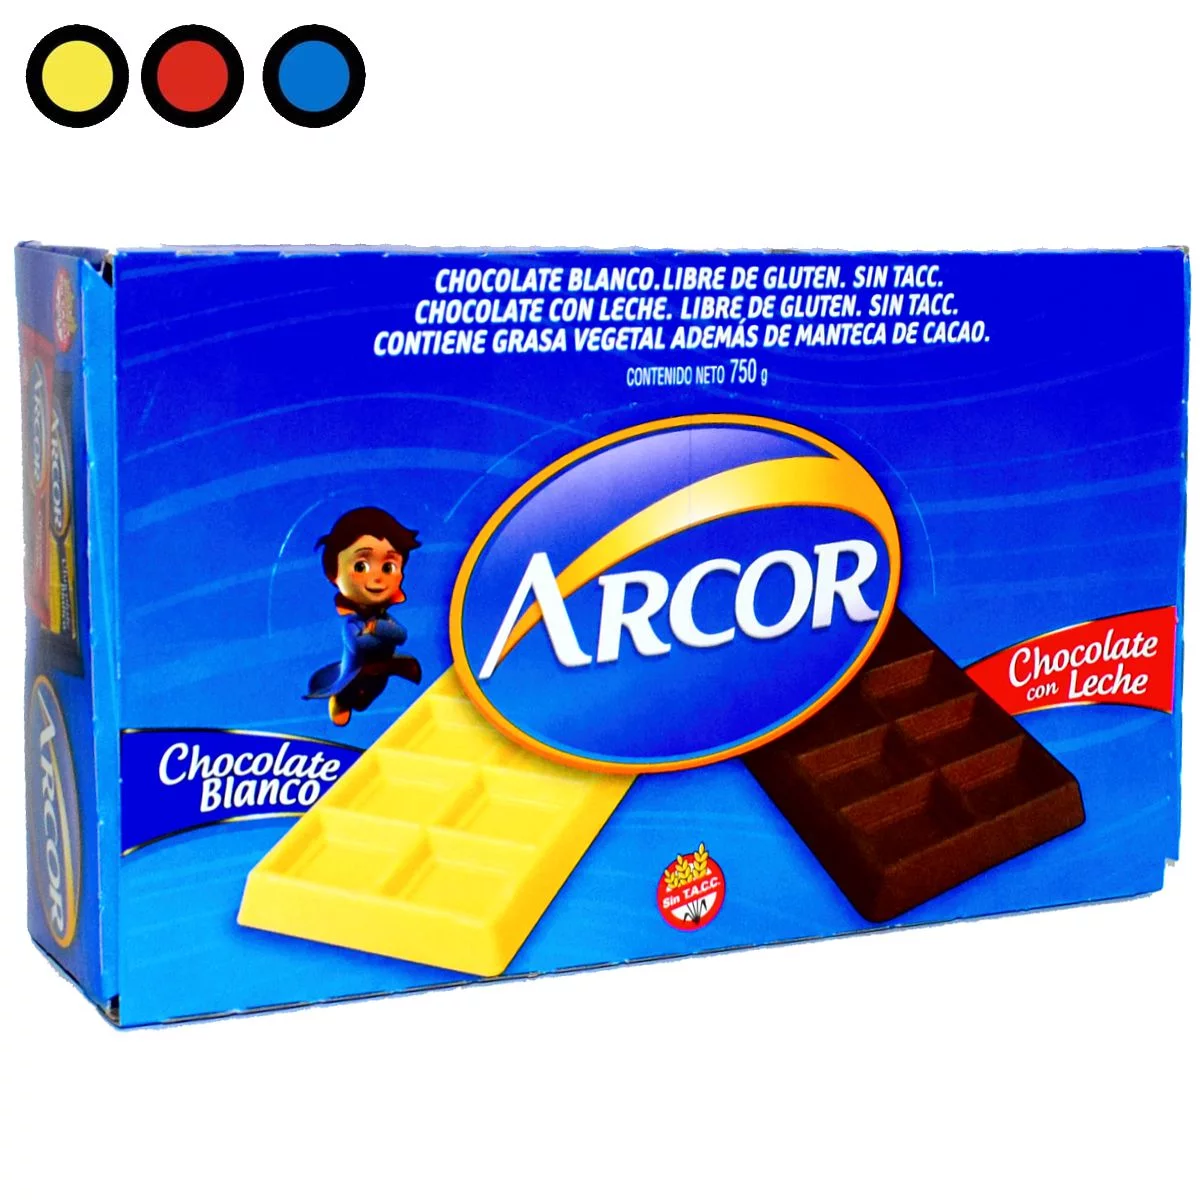 CHOCOLATE BLANCO.LIBRE DE GLUTEN. SIN TACC.
CHOCOLATE CON LECHE. LIBRE DE GLUTEN. SIN TACC.
CONTIENE GRASA VEGETAL ADEMÁS DE MANTECA DE CACAO.
CONTENIDO NETO 750 g
ARCOR
Chocolate
con Leche
Chocolate
Blanco
Sin T.A.C.C.
ARCOR
ARCOR
ARCOR